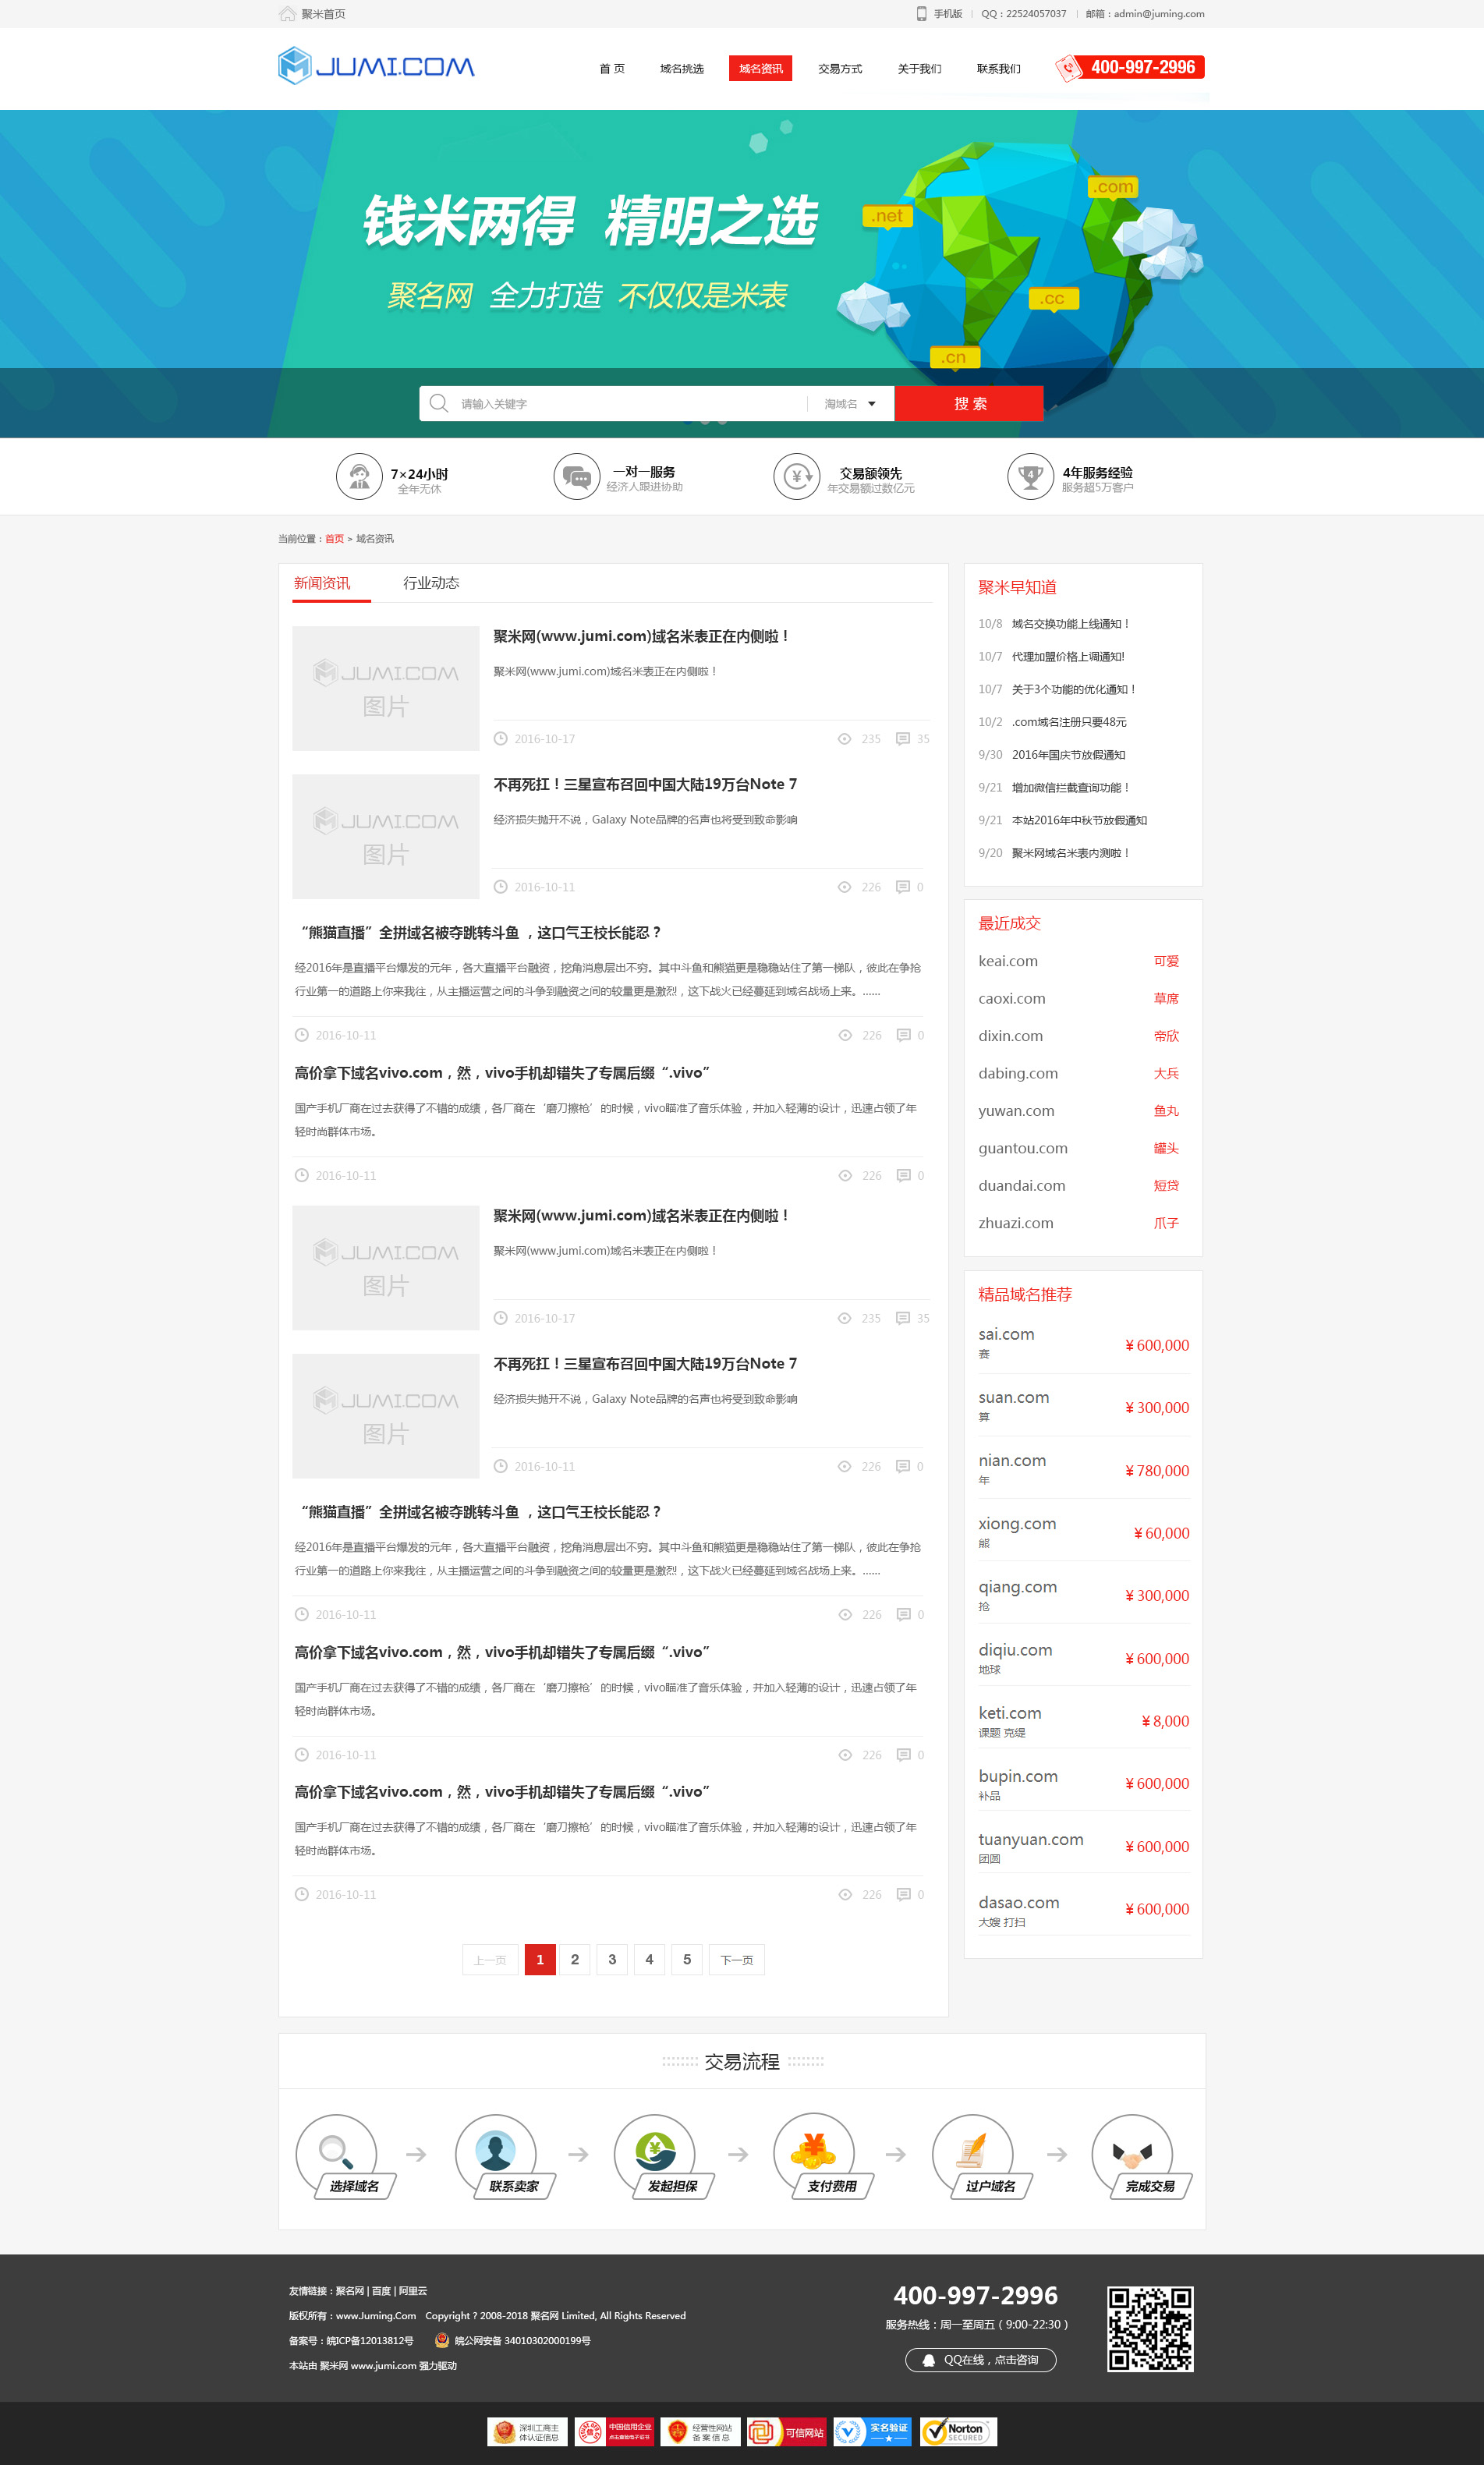 聚米首页
手机版 | QQ：22524057037 | 邮箱：admin@juming.com
JUMI.COM
首 页 域名挑选 域名资讯 交易方式 关于我们 联系我们
400-997-2996
钱米两得 精明之选
聚名网 全力打造 不仅仅是米表
.net
.com
.cc
.cn
请输入关键字
淘域名
搜 索
7×24小时
全年无休
一对一服务
经济人跟进协助
交易额领先
年交易额过数亿元
4
4年服务经验
服务超5万客户
当前位置：首页 > 域名资讯
新闻资讯 行业动态
JUMI.COM
图片
聚米网(www.jumi.com)域名米表正在内侧啦！
聚米网(www.jumi.com)域名米表正在内侧啦！
2016-10-17 235 35
JUMI.COM
图片
不再死扛！三星宣布召回中国大陆19万台Note 7
经济损失抛开不说，Galaxy Note品牌的名声也将受到致命影响
2016-10-11 226 0
“熊猫直播”全拼域名被夺跳转斗鱼 ，这口气王校长能忍？
经2016年是直播平台爆发的元年，各大直播平台融资，挖角消息层出不穷。其中斗鱼和熊猫更是稳稳站住了第一梯队，彼此在争抢
行业第一的道路上你来我往，从主播运营之间的斗争到融资之间的较量更是激烈，这下战火已经蔓延到域名战场上来。......
2016-10-11 226 0
高价拿下域名vivo.com，然，vivo手机却错失了专属后缀“.vivo”
国产手机厂商在过去获得了不错的成绩，各厂商在‘磨刀擦枪’的时候，vivo瞄准了音乐体验，并加入轻薄的设计，迅速占领了年
轻时尚群体市场。
2016-10-11 226 0
JUMI.COM
图片
聚米网(www.jumi.com)域名米表正在内侧啦！
聚米网(www.jumi.com)域名米表正在内侧啦！
2016-10-17 235 35
JUMI.COM
图片
不再死扛！三星宣布召回中国大陆19万台Note 7
经济损失抛开不说，Galaxy Note品牌的名声也将受到致命影响
2016-10-11 226 0
“熊猫直播”全拼域名被夺跳转斗鱼 ，这口气王校长能忍？
经2016年是直播平台爆发的元年，各大直播平台融资，挖角消息层出不穷。其中斗鱼和熊猫更是稳稳站住了第一梯队，彼此在争抢
行业第一的道路上你来我往，从主播运营之间的斗争到融资之间的较量更是激烈，这下战火已经蔓延到域名战场上来。......
2016-10-11 226 0
高价拿下域名vivo.com，然，vivo手机却错失了专属后缀“.vivo”
国产手机厂商在过去获得了不错的成绩，各厂商在‘磨刀擦枪’的时候，vivo瞄准了音乐体验，并加入轻薄的设计，迅速占领了年
轻时尚群体市场。
2016-10-11 226 0
高价拿下域名vivo.com，然，vivo手机却错失了专属后缀“.vivo”
国产手机厂商在过去获得了不错的成绩，各厂商在‘磨刀擦枪’的时候，vivo瞄准了音乐体验，并加入轻薄的设计，迅速占领了年
轻时尚群体市场。
2016-10-11 226 0
上一页 1 2 3 4 5 下一页
聚米早知道
10/8 域名交换功能上线通知！
10/7 代理加盟价格上调通知!
10/7 关于3个功能的优化通知！
10/2 .com域名注册只要48元
9/30 2016年国庆节放假通知
9/21 增加微信拦截查询功能！
9/21 本站2016年中秋节放假通知
9/20 聚米网域名米表内测啦！
最近成交
keai.com 可爱
caoxi.com 草席
dixin.com 帝欣
dabing.com 大兵
yuwan.com 鱼丸
guantou.com 罐头
duandai.com 短贷
zhuazi.com 爪子
精品域名推荐
sai.com
赛
¥600,000
suan.com
算
¥300,000
nian.com
年
¥780,000
xiong.com
熊
¥60,000
qiang.com
抢
¥300,000
diqiu.com
地球
¥600,000
keti.com
课题 克缇
¥8,000
bupin.com
补品
¥600,000
tuanyuan.com
团圆
¥600,000
dasao.com
大嫂 打扫
¥600,000
交易流程
选择域名
联系卖家
发起担保
支付费用
过户域名
完成交易
友情链接：聚名网 | 百度 | 阿里云
版权所有：www.Juming.Com Copyright ? 2008-2018 聚名网 Limited, All Rights Reserved
备案号：皖ICP备12013812号 皖公网安备 34010302000199号
本站由 聚米网 www.jumi.com 强力驱动
400-997-2996
服务热线：周一至周五（9:00-22:30）
QQ在线，点击咨询
深圳工商主
体认证信息
中国信用企业
经营性网站
备案信息
可信网站
实名验证
Norton
SECURED